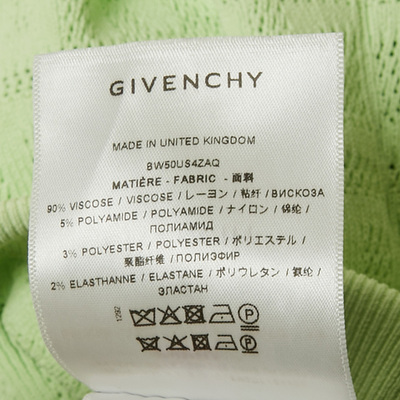 GIVENCHY
MADE IN UNITED KINGDOM
BW50US4ZAQ
MATIÈRE - FABRIC - 面料
90% VISCOSE / VISCOSE / レーヨン / 粘纤 / ВИСКОЗА
5% POLYAMIDE / POLYAMIDE / ナイロン / 锦纶 /
ПОЛИАМИД
3% POLYESTER / POLYESTER / ポリエステル /
聚酯纤维 / ПОЛИЭФИР
2% ELASTHANNE / ELASTANE / ポリウレタン / 氨纶 /
ЭЛАСТАН
1292
P
P